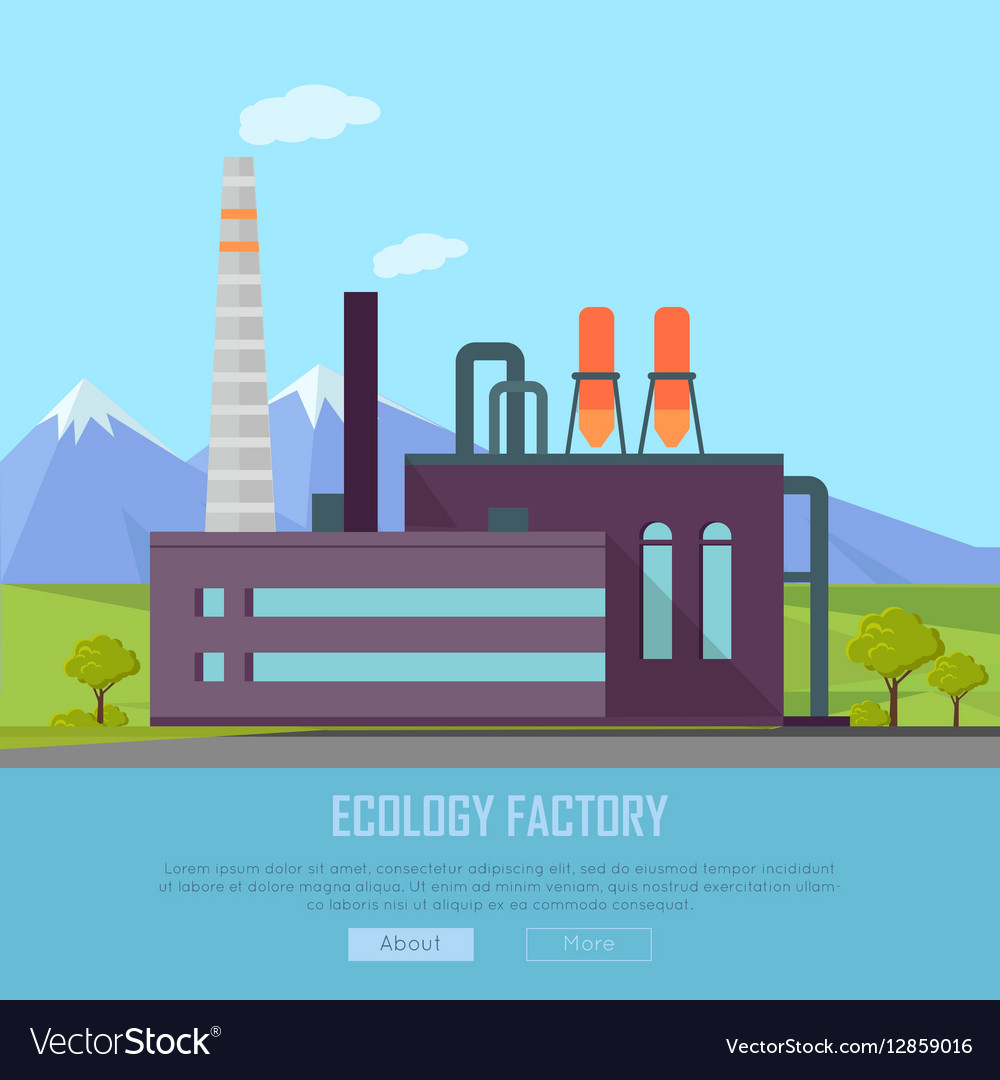 ECOLOGY FACTORY
Lorem ipsum dolor sit amet, consectetur adipiscing elit, sed do eiusmod tempor incididunt
ut labore et dolore magna aliqua. Ut enim ad minim veniam, quis nostrud exercitation ullam-
co laboris nisi ut aliquip ex ea commodo consequat.
About More
VectorStock® VectorStock.com/12859016